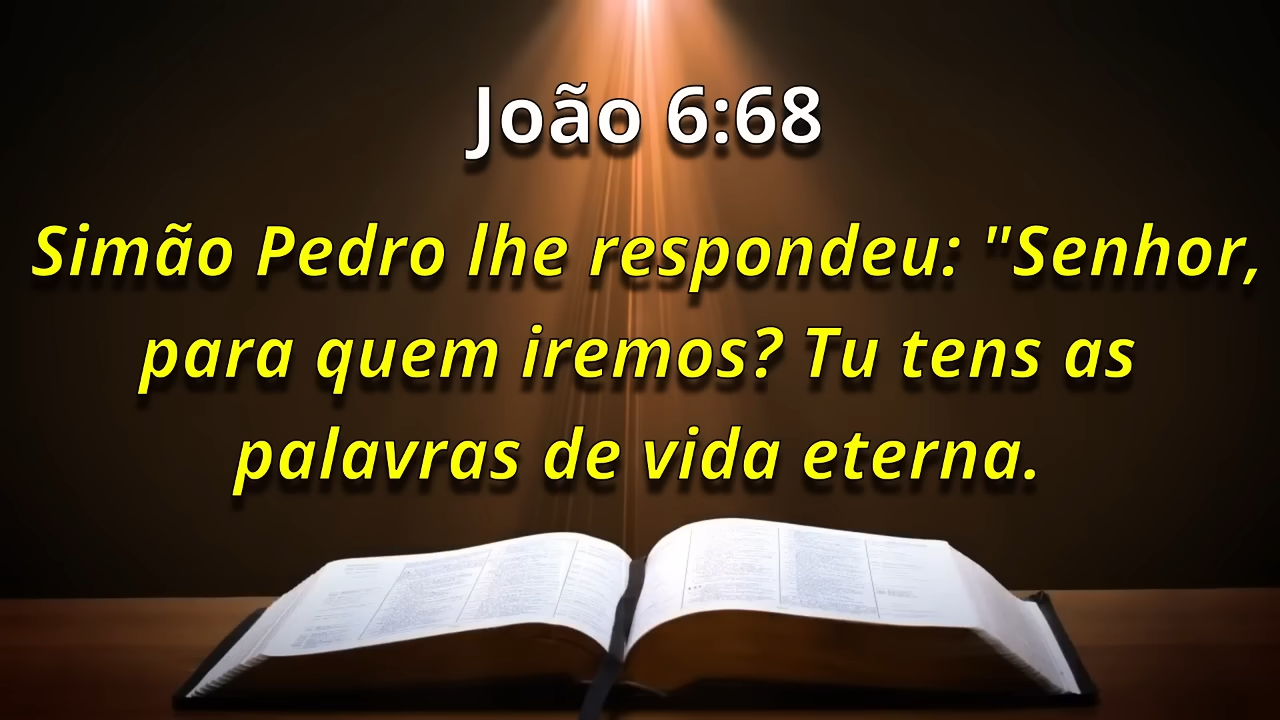 João 6:68
Simão Pedro lhe respondeu: "Senhor,
para quem iremos? Tu tens as
palavras de vida eterna.